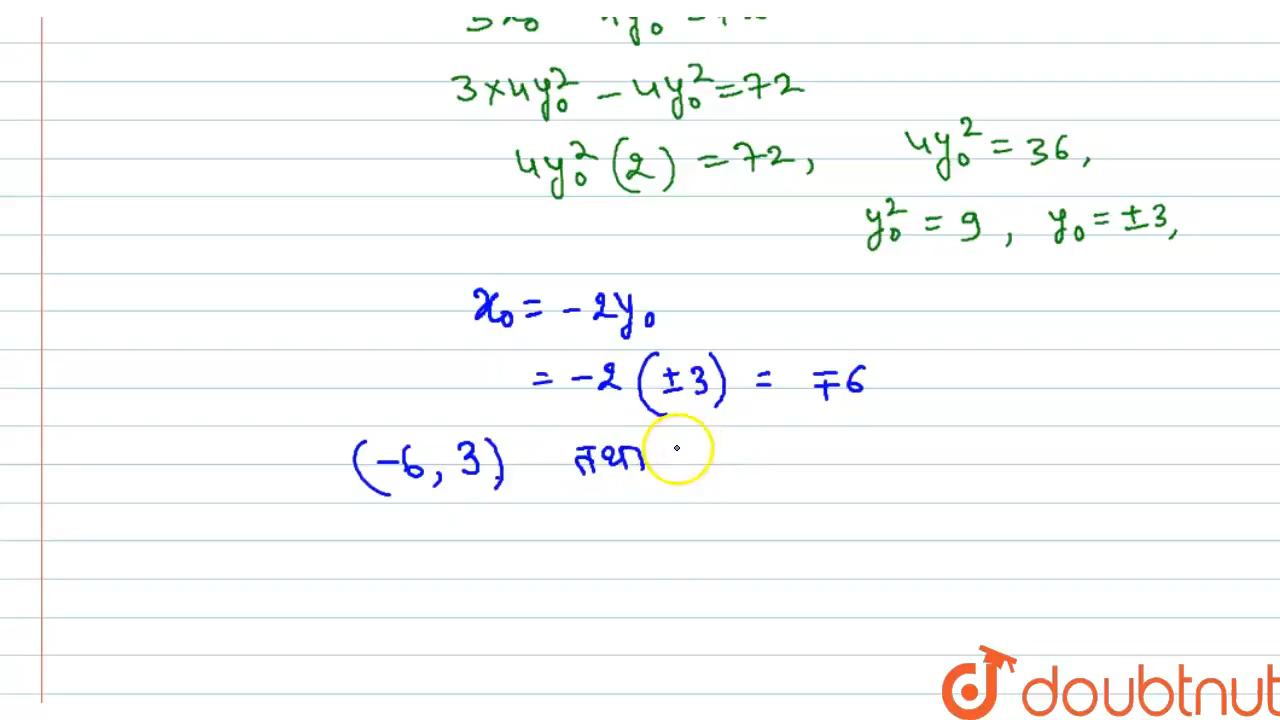 3×4y₀² − 4y₀² = 72
4y₀² (2) = 72, 4y₀² = 36,
y₀² = 9, y₀ = ±3,
x₀ = −2y₀
= −2 (±3) = ∓6
(−6, 3) तथा
doubtnut